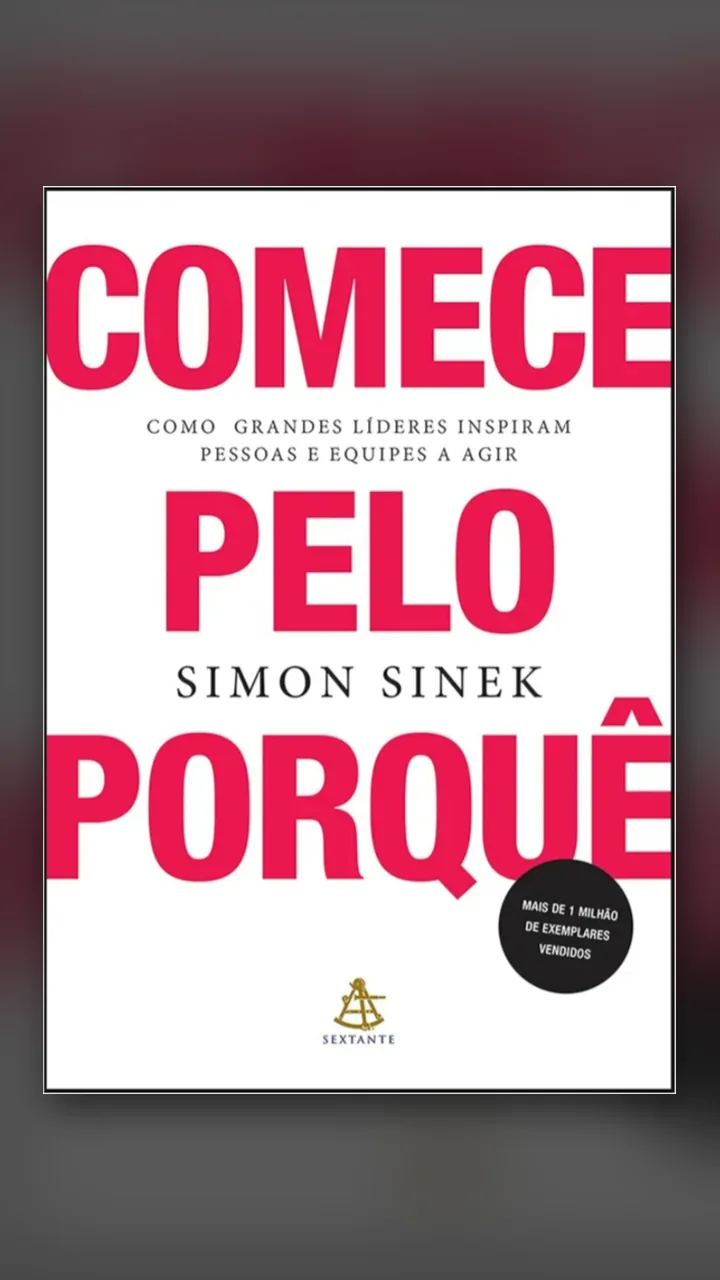 COMECE
COMO GRANDES LÍDERES INSPIRAM
PESSOAS E EQUIPES A AGIR
PELO
SIMON SINEK
PORQUÊ
MAIS DE 1 MILHÃO
DE EXEMPLARES
VENDIDOS
SEXTANTE